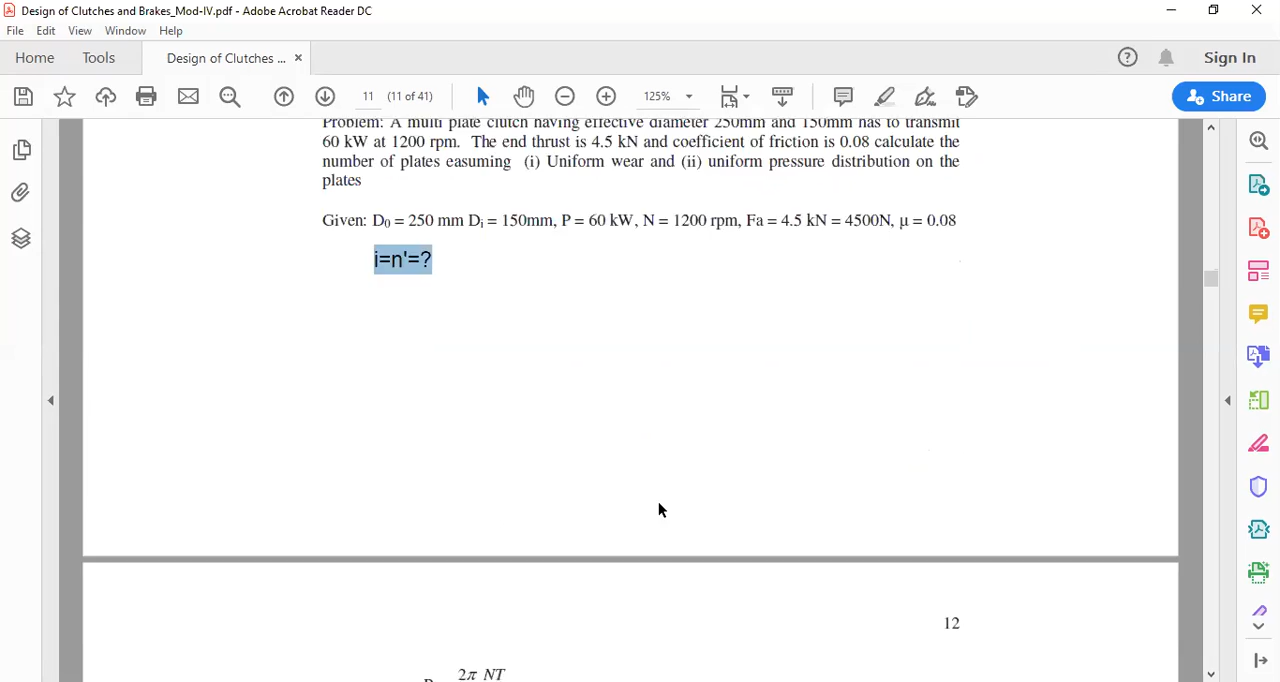 Design of Clutches and Brakes_Mod-IV.pdf - Adobe Acrobat Reader DC
File Edit View Window Help
Home Tools Design of Clutches ... × Sign In
11 (11 of 41) 125% Share
Problem: A multi plate clutch having effective diameter 250mm and 150mm has to transmit
60 kW at 1200 rpm. The end thrust is 4.5 kN and coefficient of friction is 0.08 calculate the
number of plates easuming (i) Uniform wear and (ii) uniform pressure distribution on the
plates
Given: D₀ = 250 mm Dᵢ = 150mm, P = 60 kW, N = 1200 rpm, Fa = 4.5 kN = 4500N, μ = 0.08
i=n'=?
12
2π NT